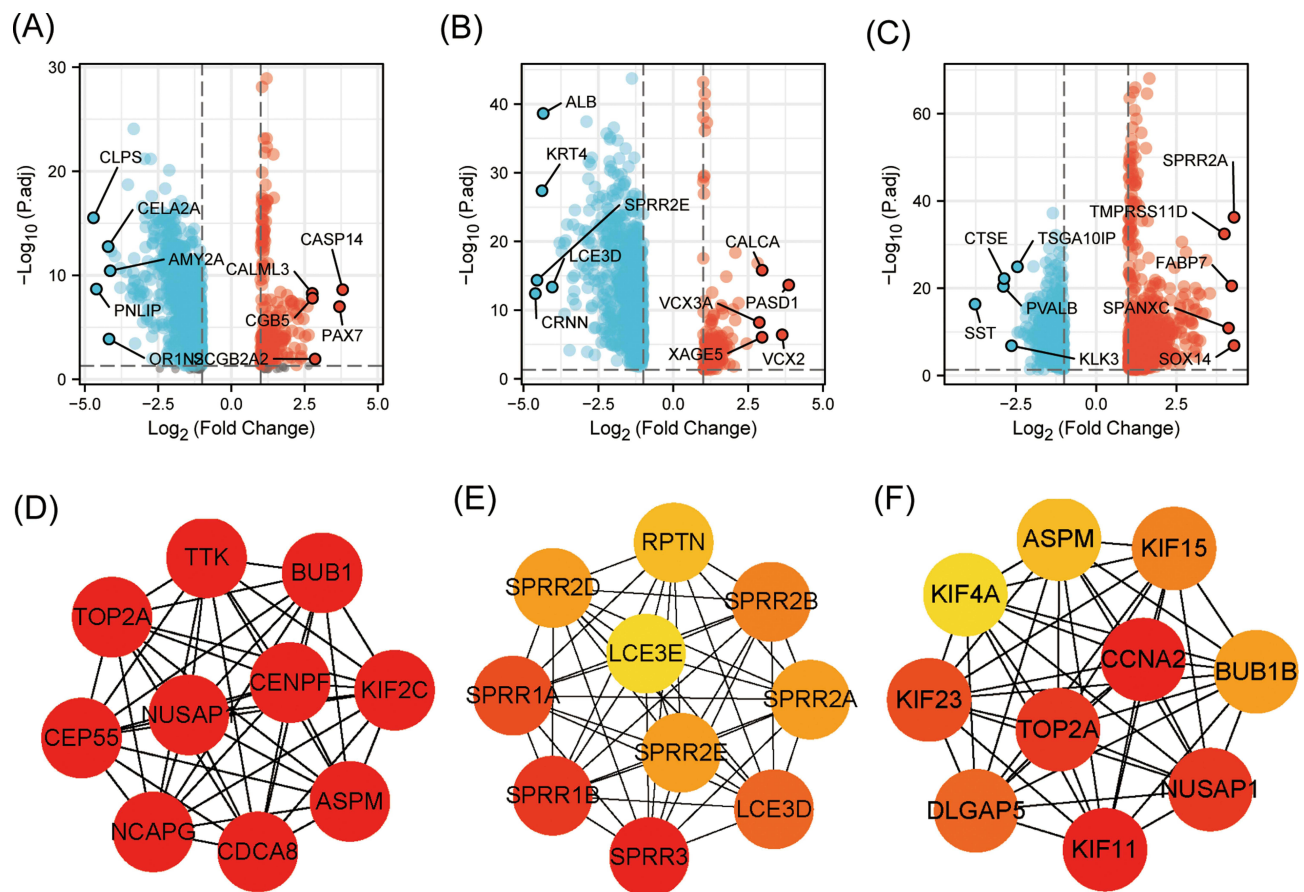 (A)
30
20
10
0
−Log10 (P.adj)
CLPS
CELA2A
AMY2A
PNLIP
CASP14
CALML3
CGB5
PAX7
SCGB2A2
−5.0
−2.5
0.0
2.5
5.0
Log2 (Fold Change)
(B)
40
30
20
10
0
−Log10 (P.adj)
ALB
KRT4
SPRR2E
LCE3D
CRNN
CALCA
VCX3A
PASD1
XAGE5
VCX2
−5.0
−2.5
0.0
2.5
5.0
Log2 (Fold Change)
(C)
60
40
20
0
−Log10 (P.adj)
SPRR2A
TMPRSS11D
CTSE
TSGA10IP
FABP7
PVALB
SPANXC
SST
KLK3
SOX14
−2.5
0.0
2.5
Log2 (Fold Change)
(D)
TTK
BUB1
TOP2A
CENPF
KIF2C
NUSAP
CEP55
ASPM
NCAPG
CDCA8
(E)
RPTN
SPRR2D
SPRR2B
LCE3E
SPRR1A
SPRR2A
SPRR2E
SPRR1B
LCE3D
SPRR3
(F)
ASPM
KIF15
KIF4A
CCNA2
BUB1B
KIF23
TOP2A
NUSAP1
DLGAP5
KIF11